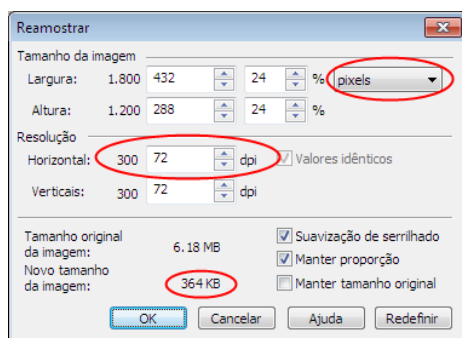 Reamostrar
Tamanho da imagem
Largura: 1.800 432 24 % pixels
Altura: 1.200 288 24 %
Resolução
Horizontal: 300 72 dpi Valores idênticos
Verticais: 300 72 dpi
Tamanho original da imagem: 6.18 MB Suavização de serrilhado
Novo tamanho da imagem: 364 KB Manter proporção
Manter tamanho original
OK Cancelar Ajuda Redefinir